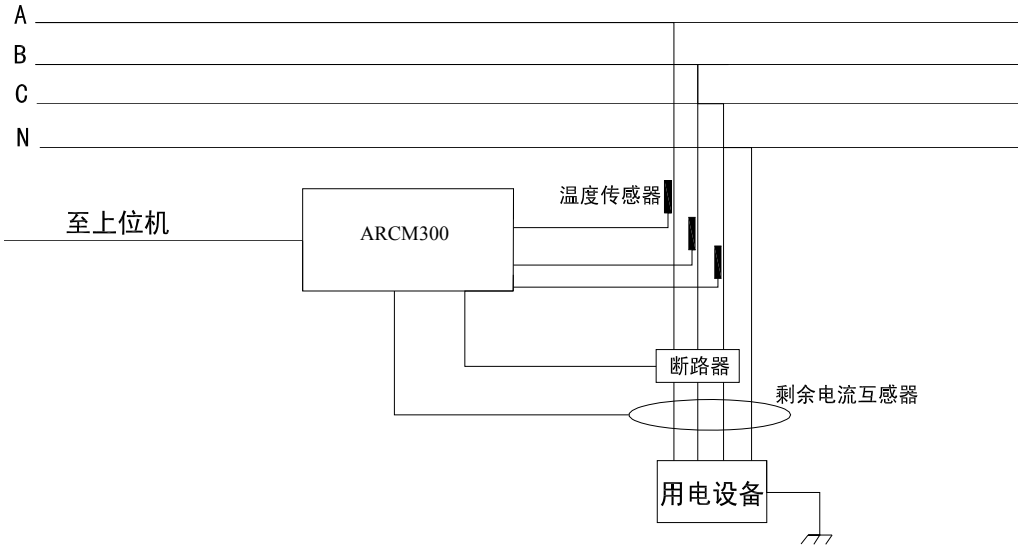 A
B
C
N
温度传感器
至上位机
ARCM300
断路器
剩余电流互感器
用电设备